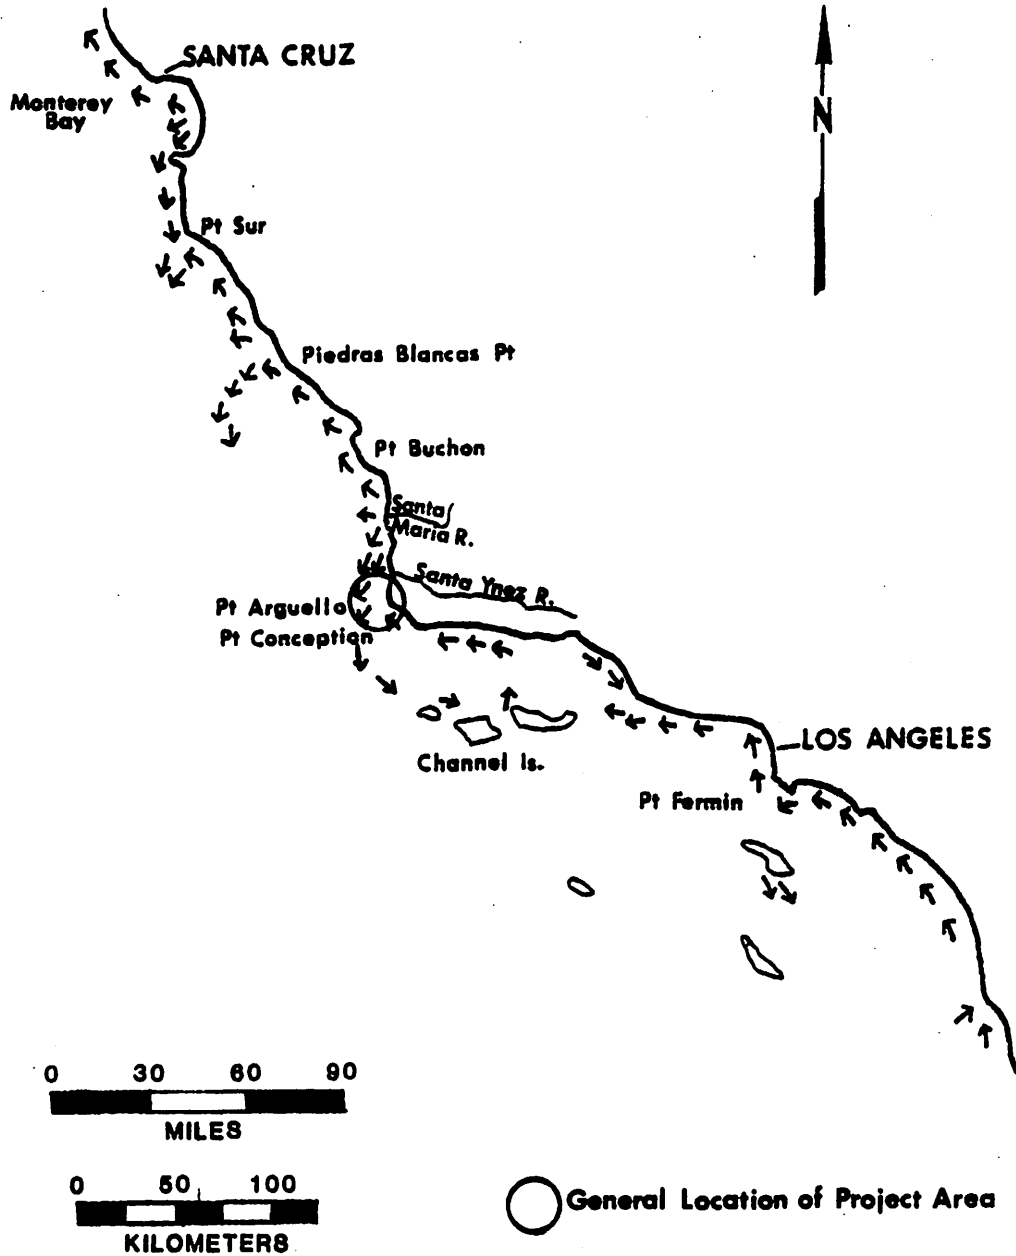 SANTA CRUZ
Monterey
Bay
N
Pt Sur
Piedras Blancas Pt
Pt Buchon
Santa
Maria R.
Santa Ynez R.
Pt Arguello
Pt Conception
Channel Is.
LOS ANGELES
Pt Fermin
0 30 60 90
MILES
0 50 100
KILOMETERS
General Location of Project Area